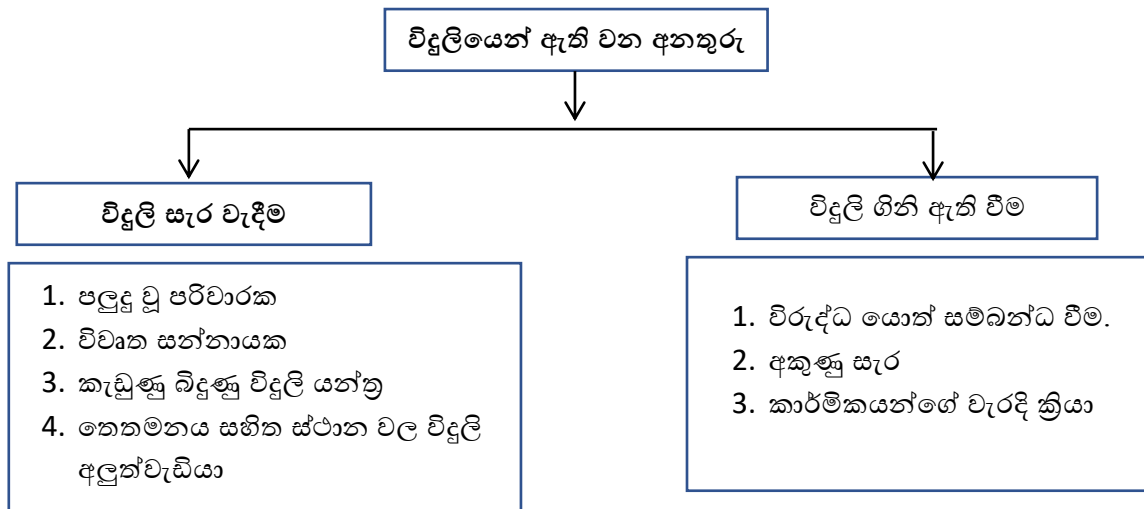 විදුලියෙන් ඇති වන අනතුරු
විදුලි සැර වැදීම
1. පලුදු වූ පරිවාරක
2. විවෘත සන්නායක
3. කැඩුණු බිදුණු විදුලි යන්ත්‍ර
4. තෙතමනය සහිත ස්ථාන වල විදුලි
අලුත්වැඩියා
විදුලි ගිනි ඇති වීම
1. විරුද්ධ යොත් සම්බන්ධ වීම.
2. අකුණු සැර
3. කාර්මිකයන්ගේ වැරදි ක්‍රියා